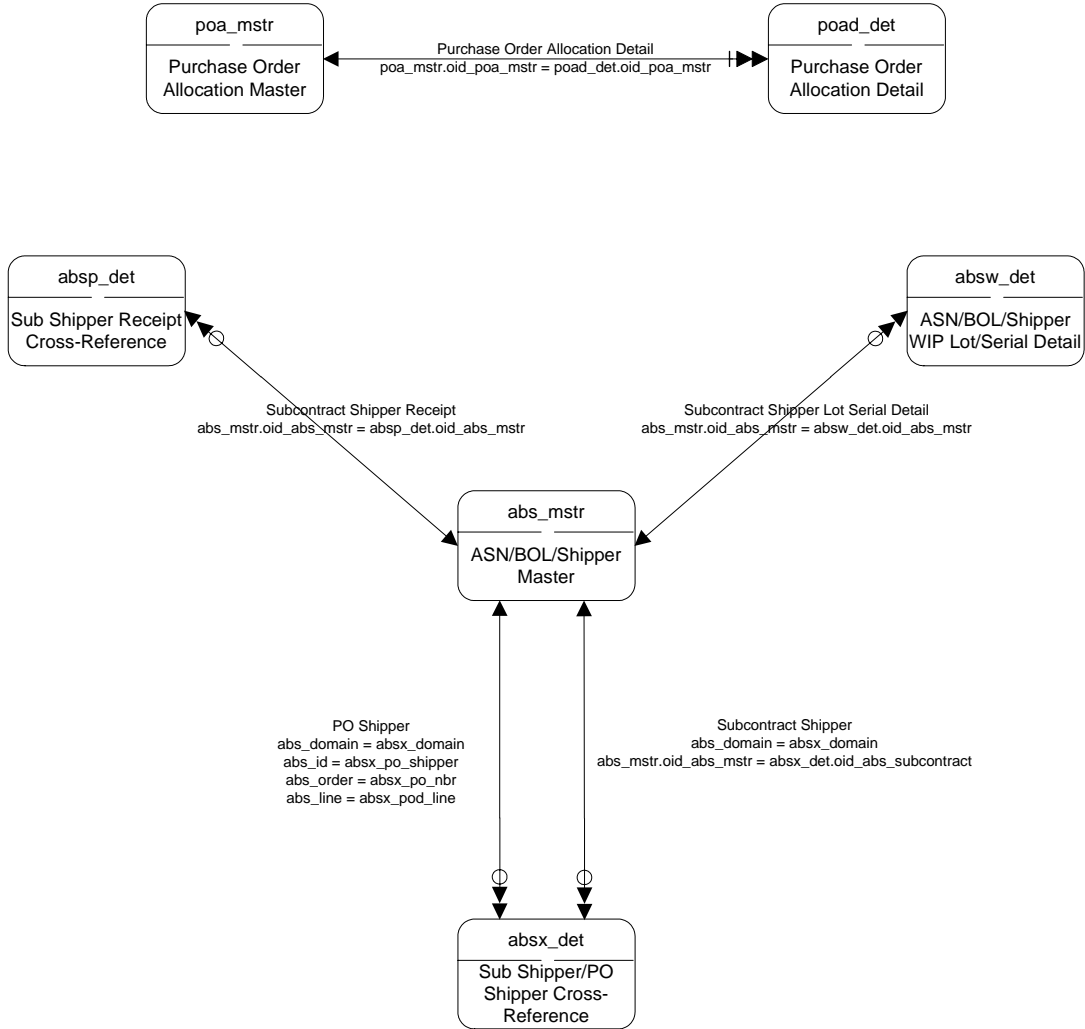 poa_mstr
Purchase Order
Allocation Master
Purchase Order Allocation Detail
poa_mstr.oid_poa_mstr = poad_det.oid_poa_mstr
poad_det
Purchase Order
Allocation Detail
absp_det
Sub Shipper Receipt
Cross-Reference
absw_det
ASN/BOL/Shipper
WIP Lot/Serial Detail
Subcontract Shipper Receipt
abs_mstr.oid_abs_mstr = absp_det.oid_abs_mstr
Subcontract Shipper Lot Serial Detail
abs_mstr.oid_abs_mstr = absw_det.oid_abs_mstr
abs_mstr
ASN/BOL/Shipper
Master
PO Shipper
abs_domain = absx_domain
abs_id = absx_po_shipper
abs_order = absx_po_nbr
abs_line = absx_pod_line
Subcontract Shipper
abs_domain = absx_domain
abs_mstr.oid_abs_mstr = absx_det.oid_abs_subcontract
absx_det
Sub Shipper/PO
Shipper Cross-
Reference